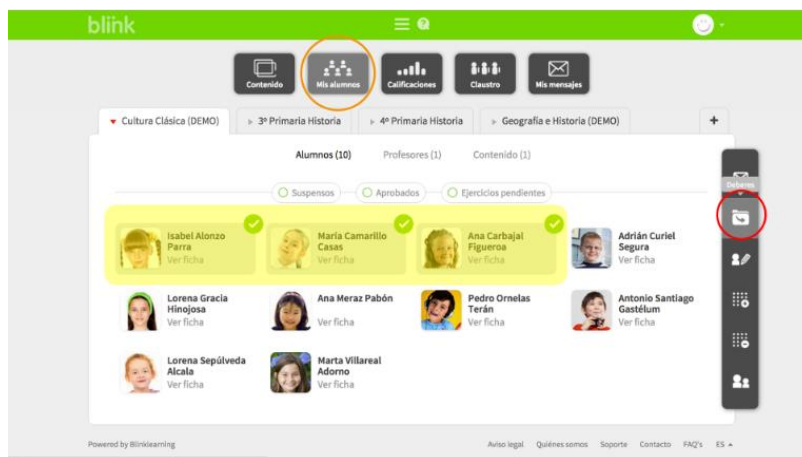 blink
Contenido
Mis alumnos
Calificaciones
Claustro
Mis mensajes
Cultura Clásica (DEMO)
3º Primaria Historia
4º Primaria Historia
Geografía e Historia (DEMO)
+
Alumnos (10)
Profesores (1)
Contenido (1)
Suspensos
Aprobados
Ejercicios pendientes
Deberes
Isabel Alonzo
Parra
Ver ficha
María Camarillo
Casas
Ver ficha
Ana Carbajal
Figueroa
Ver ficha
Adrián Curiel
Segura
Ver ficha
Lorena Gracia
Hinojosa
Ver ficha
Ana Meraz Pabón
Ver ficha
Pedro Ornelas
Terán
Ver ficha
Antonio Santiago
Gastélum
Ver ficha
Lorena Sepúlveda
Alcala
Ver ficha
Marta Villareal
Adorno
Ver ficha
Powered by Blinklearning
Aviso legal
Quiénes somos
Soporte
Contacto
FAQ's
ES